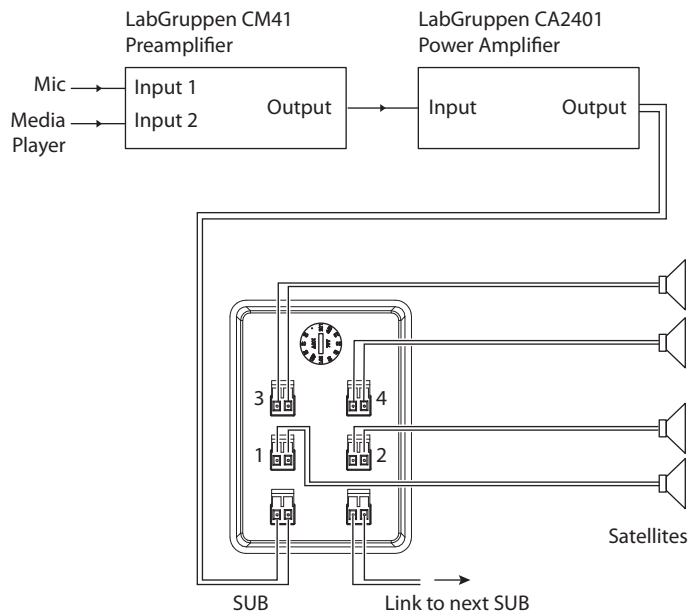 LabGruppen CM41
Preamplifier
LabGruppen CA2401
Power Amplifier
Mic
Input 1
Media
Player
Input 2
Output
Input
Output
3
4
1
2
Satellites
SUB
Link to next SUB